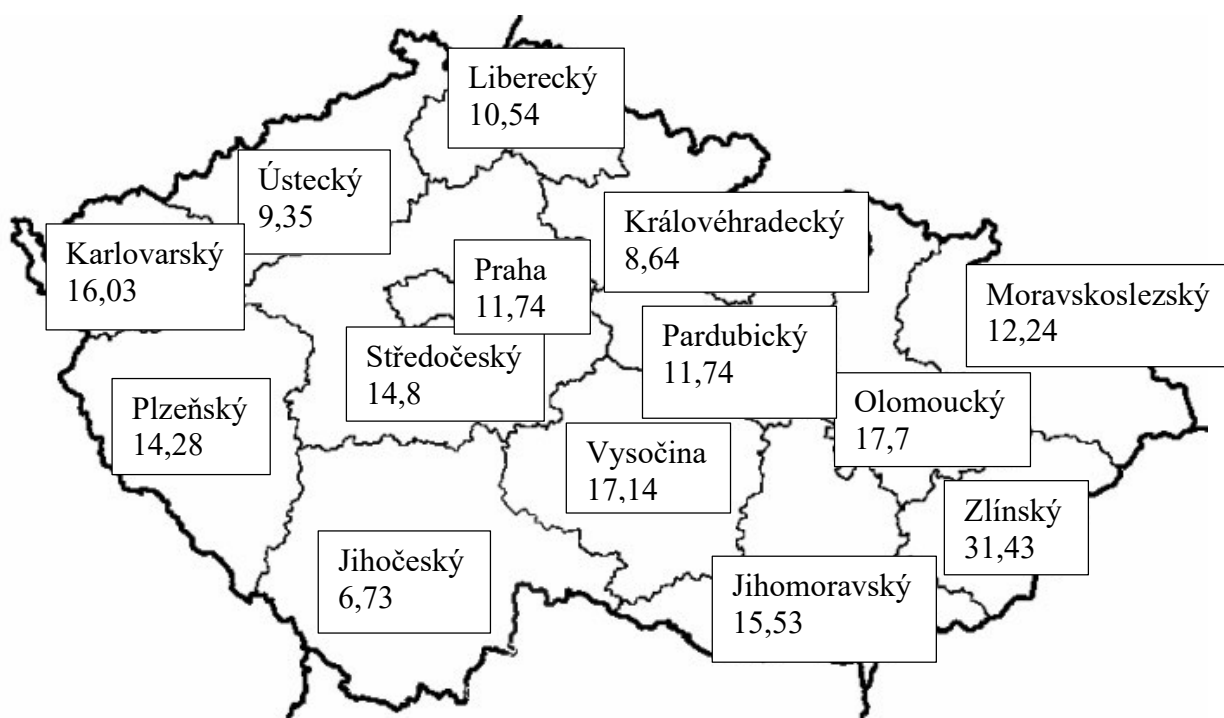 Liberecký
10,54
Ústecký
9,35
Královéhradecký
8,64
Karlovarský
16,03
Praha
11,74
Moravskoslezský
12,24
Pardubický
11,74
Středočeský
14,8
Olomoucký
17,7
Plzeňský
14,28
Vysočina
17,14
Zlínský
31,43
Jihočeský
6,73
Jihomoravský
15,53